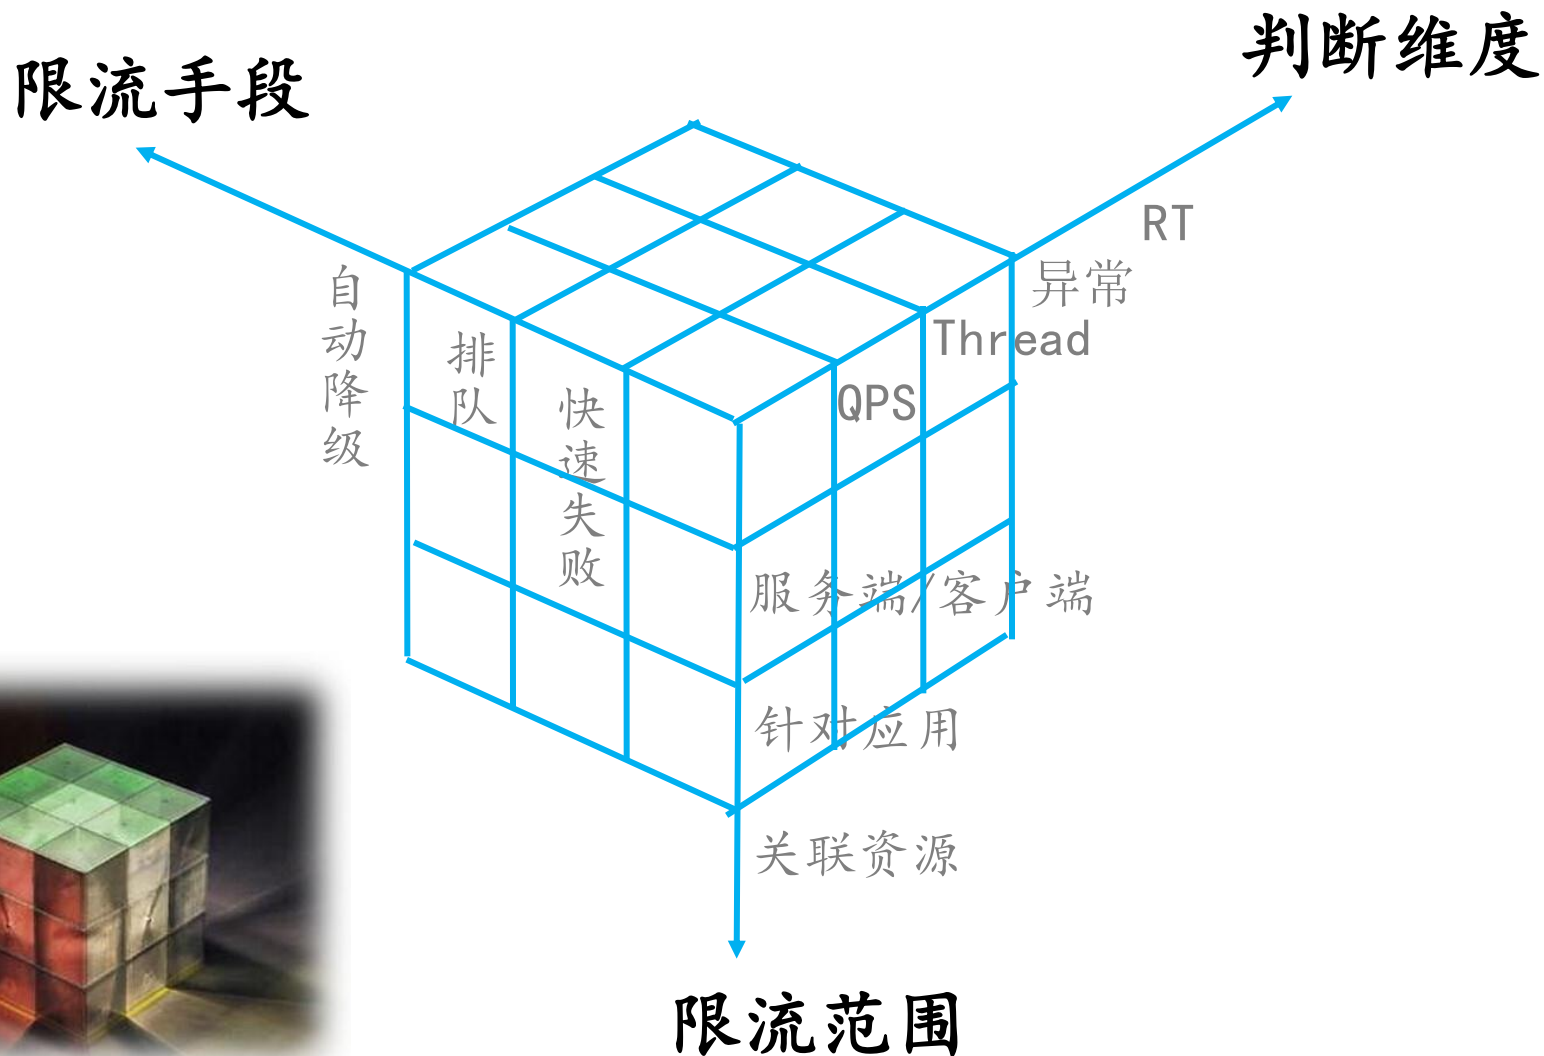 判断维度
限流手段
RT
异常
Thread
QPS
自动降级
排队
快速失败
服务端/客户端
针对应用
关联资源
限流范围